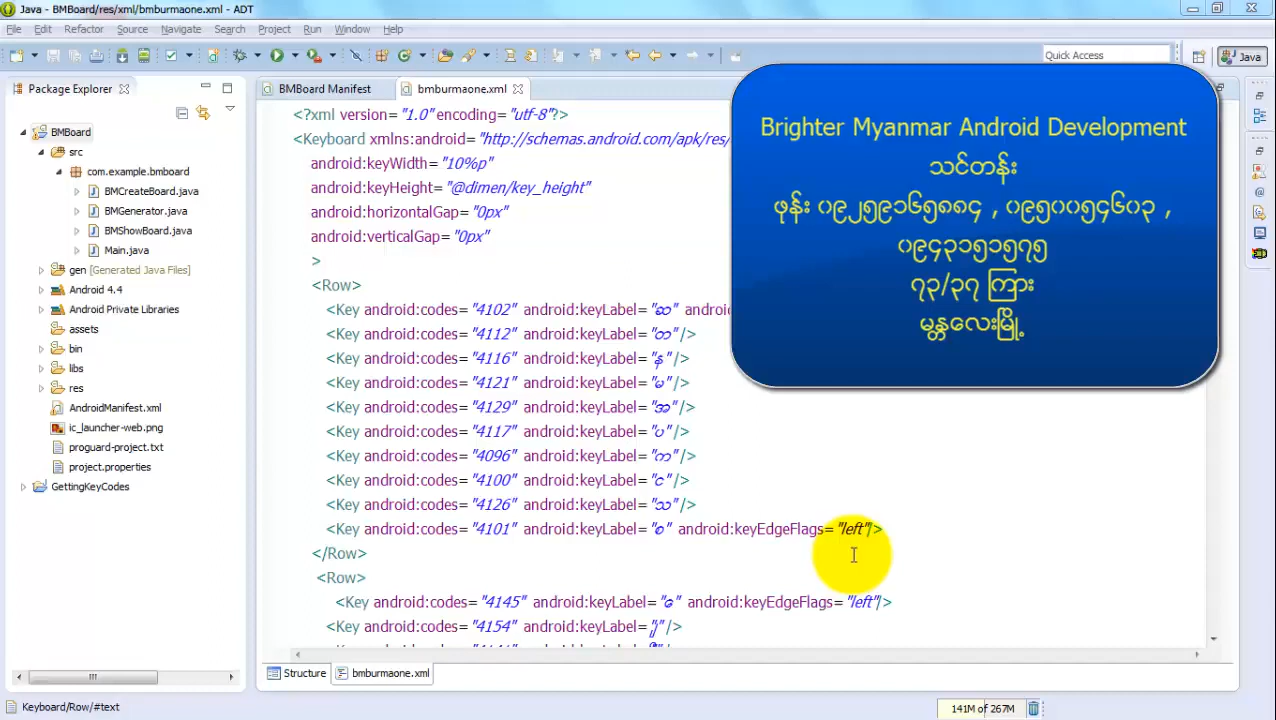 Java - BMBoard/res/xml/bmburmaone.xml - ADT
File Edit Refactor Source Navigate Search Project Run Window Help
Quick Access
Java
Package Explorer
BMBoard
src
com.example.bmboard
BMCreateBoard.java
BMGenerator.java
BMShowBoard.java
Main.java
gen [Generated Java Files]
Android 4.4
Android Private Libraries
assets
bin
libs
res
AndroidManifest.xml
ic_launcher-web.png
proguard-project.txt
project.properties
GettingKeyCodes
BMBoard Manifest
bmburmaone.xml
<?xml version="1.0" encoding="utf-8"?>
<Keyboard xmlns:android="http://schemas.android.com/apk/res/
android:keyWidth="10%p"
android:keyHeight="@dimen/key_height"
android:horizontalGap="0px"
android:verticalGap="0px"
>
<Row>
<Key android:codes="4102" android:keyLabel="ဆ" android
<Key android:codes="4112" android:keyLabel="တ"/>
<Key android:codes="4116" android:keyLabel="န"/>
<Key android:codes="4121" android:keyLabel="မ"/>
<Key android:codes="4129" android:keyLabel="အ"/>
<Key android:codes="4117" android:keyLabel="ပ"/>
<Key android:codes="4096" android:keyLabel="က"/>
<Key android:codes="4100" android:keyLabel="င"/>
<Key android:codes="4126" android:keyLabel="သ"/>
<Key android:codes="4101" android:keyLabel="စ" android:keyEdgeFlags="left"/>
</Row>
<Row>
<Key android:codes="4145" android:keyLabel="ေ" android:keyEdgeFlags="left"/>
<Key android:codes="4154" android:keyLabel="ျ" />
Brighter Myanmar Android Development
သင်တန်း
ဖုန်း ၀၉၂၅၉၁၆၅၈၈၄ , ၀၉၅၀၀၅၄၆၀၃ ,
၀၉၄၃၁၅၁၅၇၅
၇၃/၃၇ ကြား
မန္တလေးမြို့
Structure
bmburmaone.xml
Keyboard/Row/#text
141M of 267M